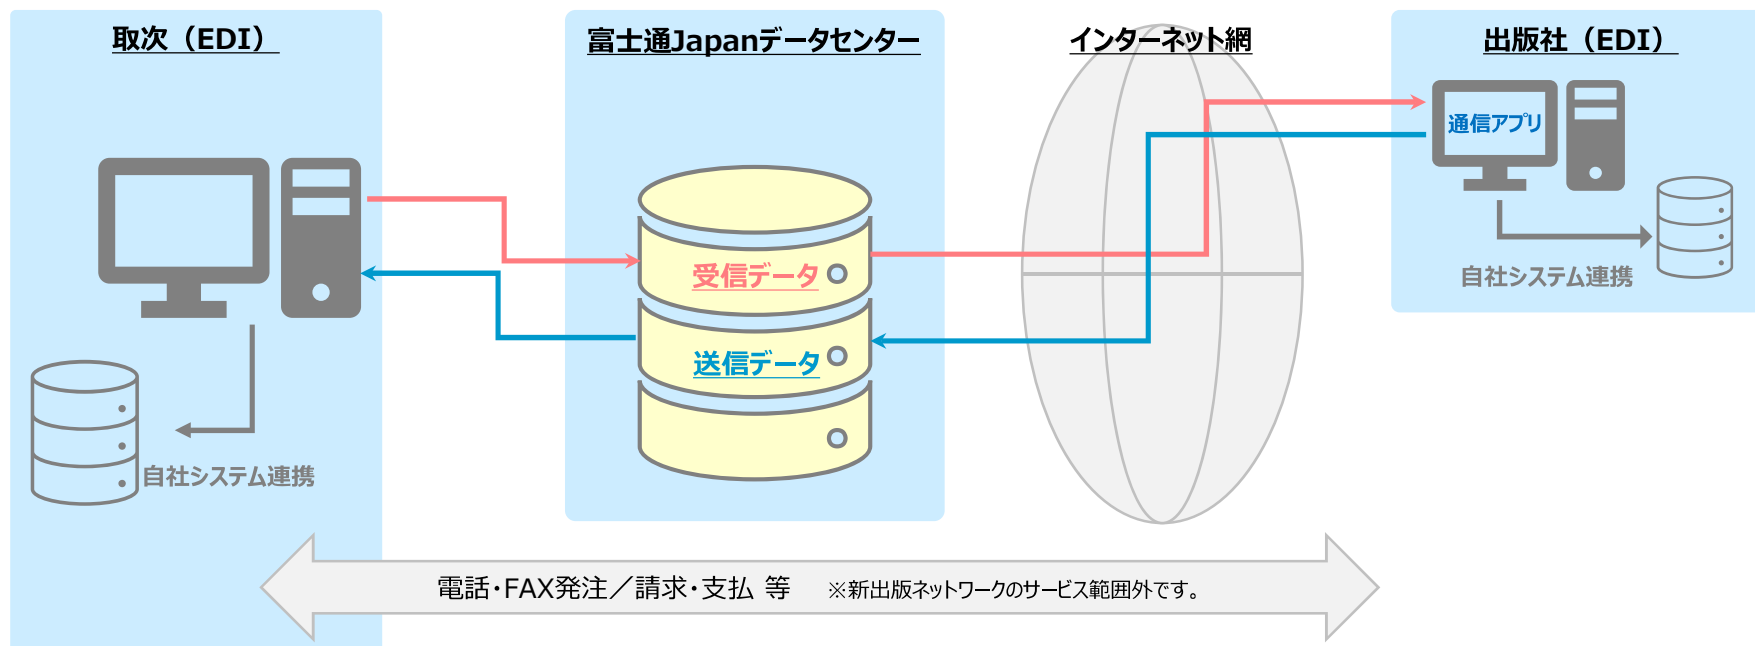 取次（EDI）
富士通Japanデータセンター
インターネット網
出版社（EDI）
通信アプリ
受信データ
自社システム連携
送信データ
自社システム連携
電話・FAX発注／請求・支払 等　※新出版ネットワークのサービス範囲外です。